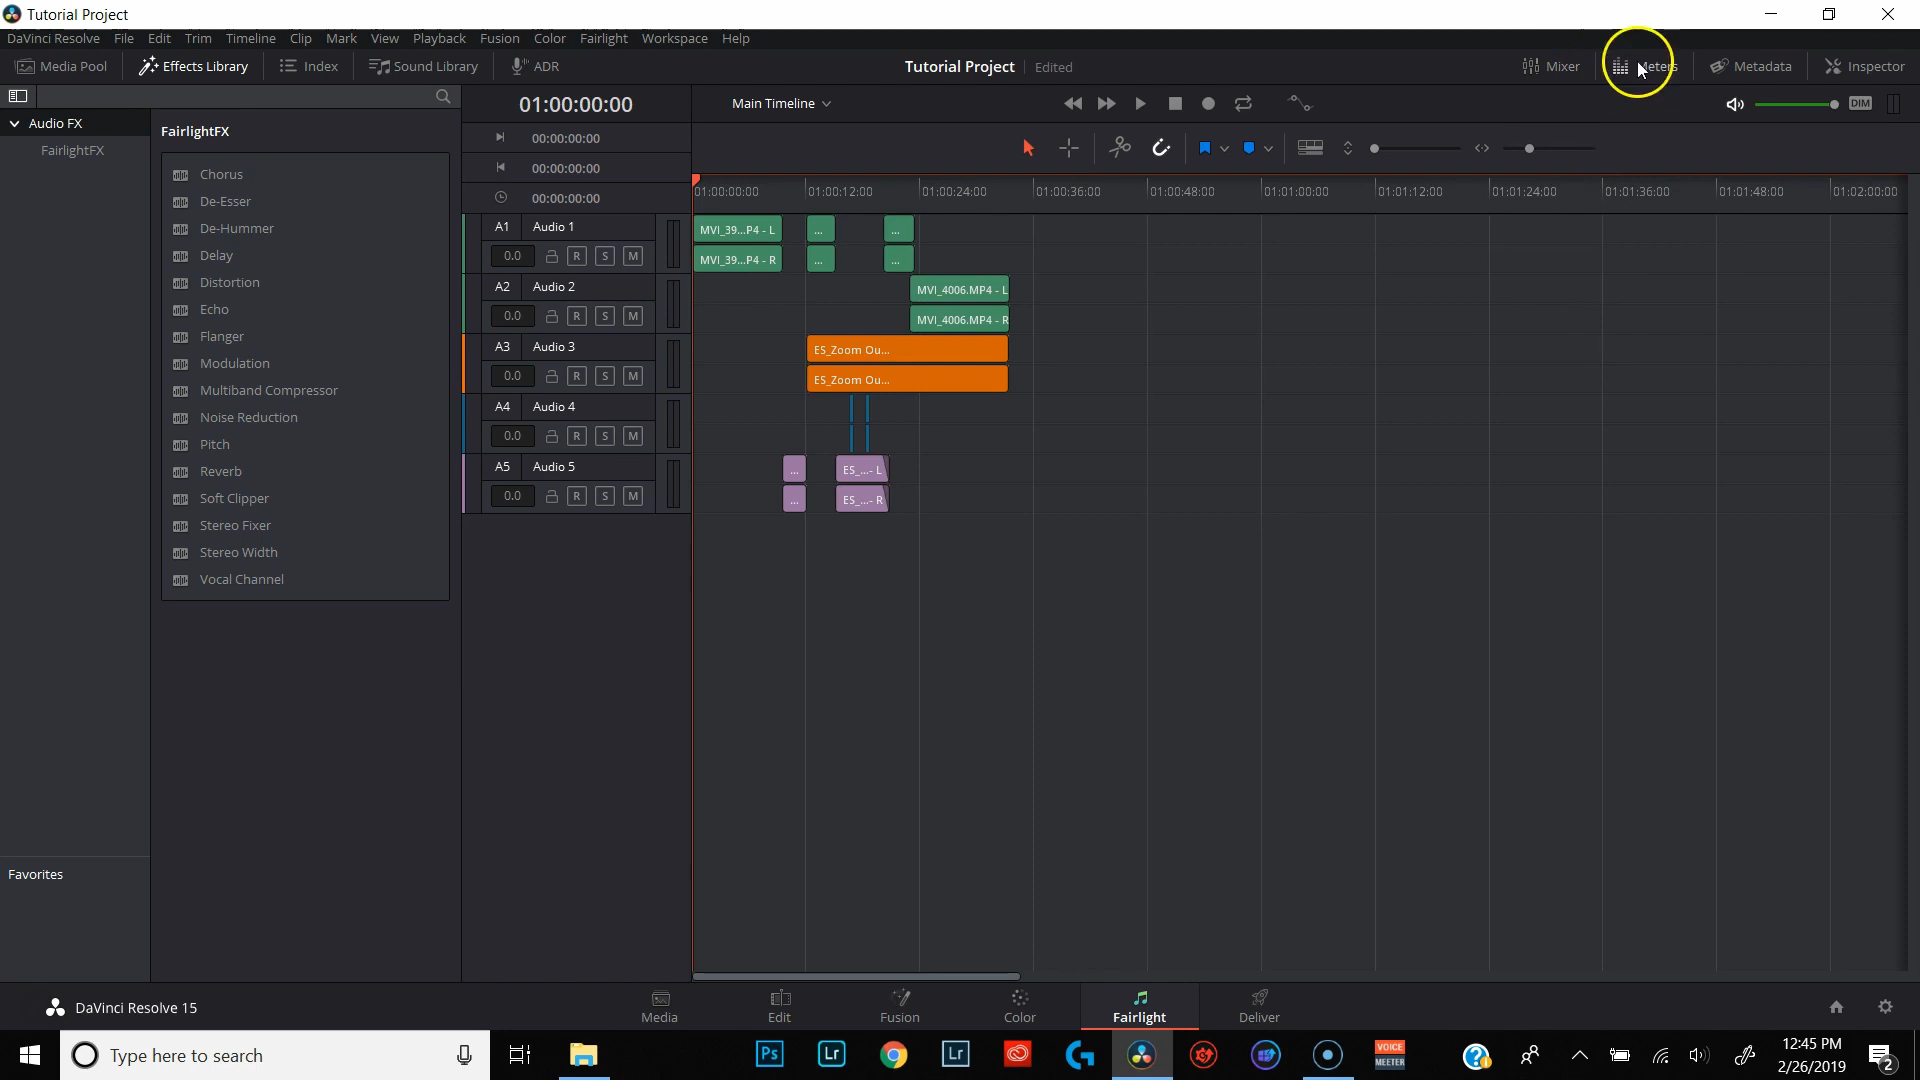 Tutorial Project
DaVinci Resolve File Edit Trim Timeline Clip Mark View Playback Fusion Color Fairlight Workspace Help
Media Pool Effects Library Index Sound Library ADR Tutorial Project Edited Mixer Meters Metadata Inspector
01:00:00:00 Main Timeline DIM
Audio FX
FairlightFX
FairlightFX
Chorus
De-Esser
De-Hummer
Delay
Distortion
Echo
Flanger
Modulation
Multiband Compressor
Noise Reduction
Pitch
Reverb
Soft Clipper
Stereo Fixer
Stereo Width
Vocal Channel
Favorites
00:00:00:00
00:00:00:00
00:00:00:00
01:00:00:00 01:00:12:00 01:00:24:00 01:00:36:00 01:00:48:00 01:01:00:00 01:01:12:00 01:01:24:00 01:01:36:00 01:01:48:00 01:02:00:00
A1 Audio 1
0.0 R S M
MVI_39...P4 - L ... ...
MVI_39...P4 - R ... ...
A2 Audio 2
0.0 R S M
MVI_4006.MP4 - L
MVI_4006.MP4 - R
A3 Audio 3
0.0 R S M
ES_Zoom Ou...
ES_Zoom Ou...
A4 Audio 4
0.0 R S M
A5 Audio 5
0.0 R S M
... ES_...- L
... ES_...- R
DaVinci Resolve 15
Media Edit Fusion Color Fairlight Deliver
Type here to search
Ps Lr Lr
VOICE
MEETER
12:45 PM
2/26/2019
2